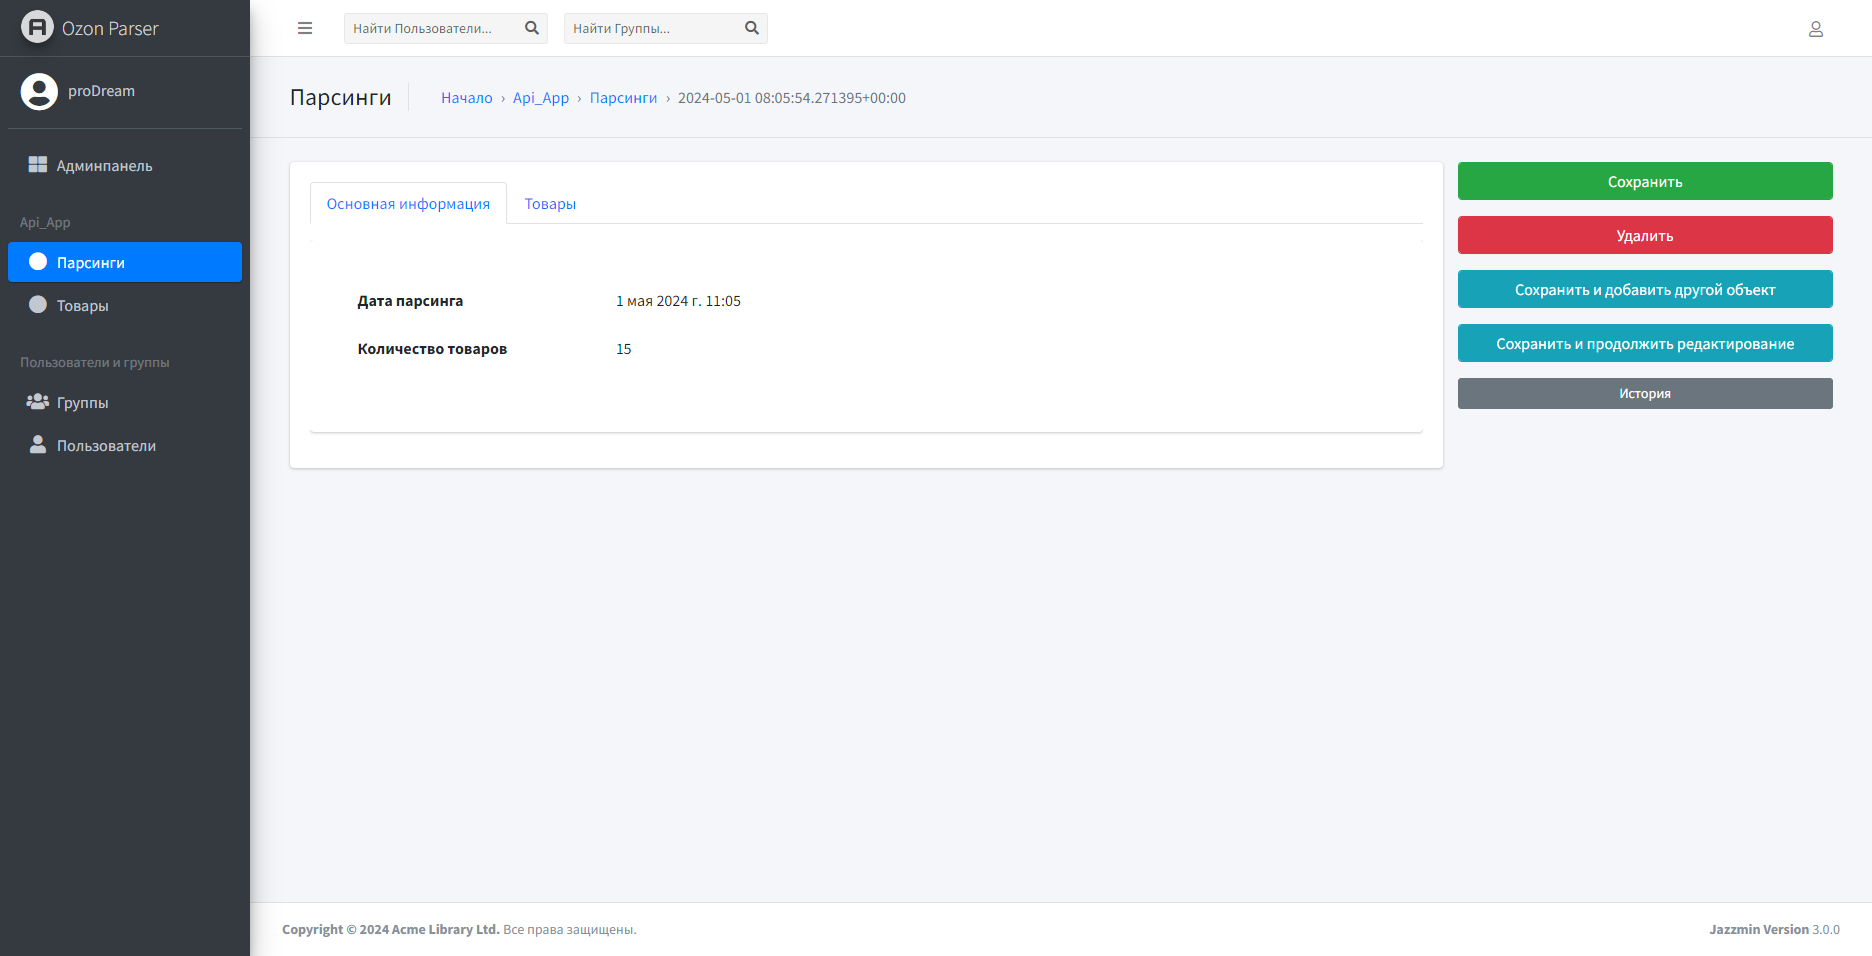 Ozon Parser
proDream
Админпанель
Api_App
Парсинги
Товары
Пользователи и группы
Группы
Пользователи
Найти Пользователи...
Найти Группы...
Парсинги
Начало › Api_App › Парсинги › 2024-05-01 08:05:54.271395+00:00
Основная информация
Товары
Дата парсинга 1 мая 2024 г. 11:05
Количество товаров 15
Сохранить
Удалить
Сохранить и добавить другой объект
Сохранить и продолжить редактирование
История
Copyright © 2024 Acme Library Ltd. Все права защищены.
Jazzmin Version 3.0.0